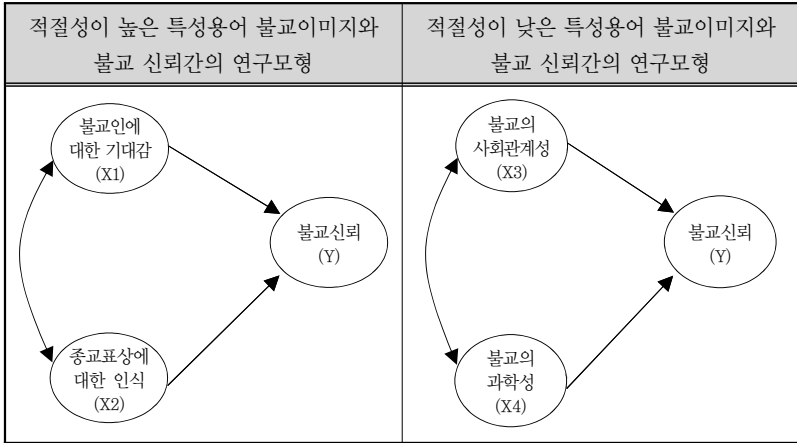 적절성이 높은 특성용어 불교이미지와
불교 신뢰간의 연구모형
적절성이 낮은 특성용어 불교이미지와
불교 신뢰간의 연구모형
불교인에
대한 기대감
(X1)
불교신뢰
(Y)
종교표상에
대한 인식
(X2)
불교의
사회관계성
(X3)
불교신뢰
(Y)
불교의
과학성
(X4)